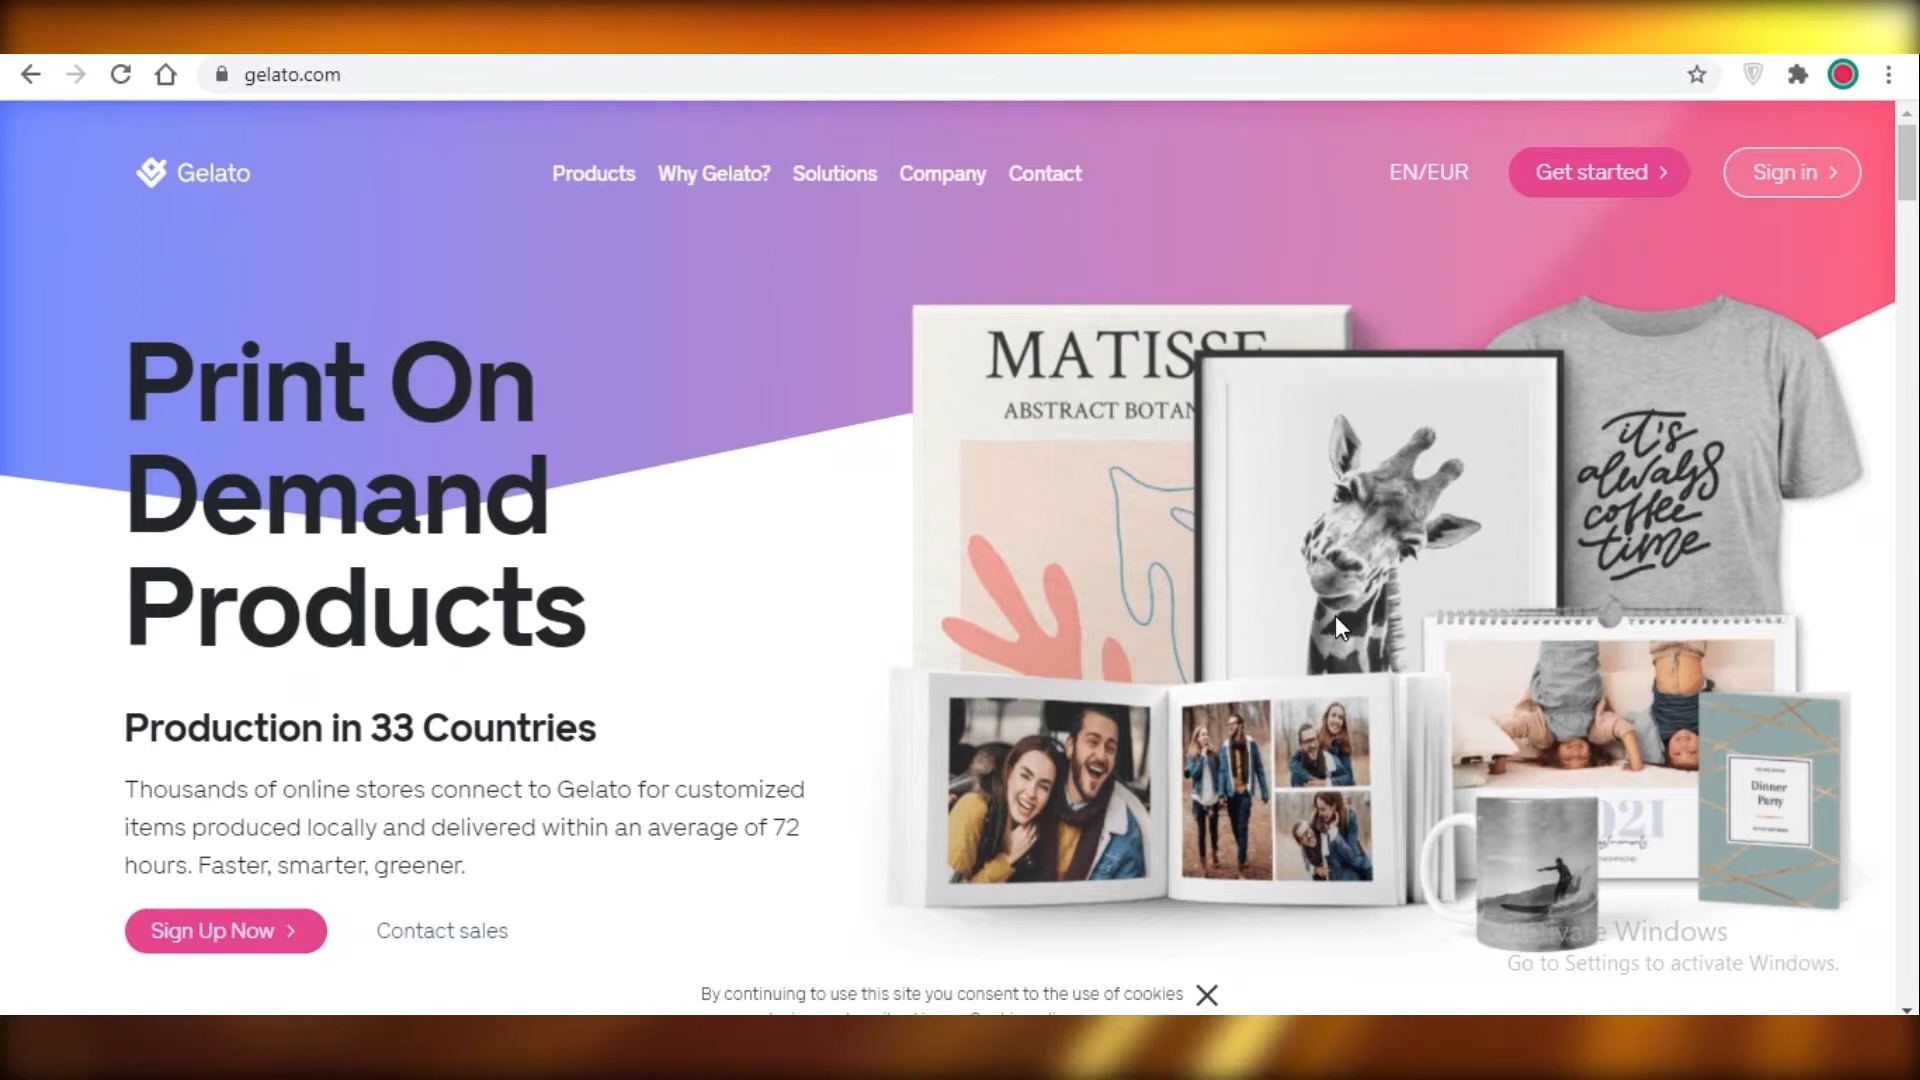 gelato.com
Gelato
Products
Why Gelato?
Solutions
Company
Contact
EN/EUR
Get started
Sign in
Print On
Demand
Products
Production in 33 Countries
Thousands of online stores connect to Gelato for customized
items produced locally and delivered within an average of 72
hours. Faster, smarter, greener.
Sign Up Now
Contact sales
MATISSE
ABSTRACT BOTAN
it's
always
coffee
time
2021
Dinner
Party
Activate Windows
Go to Settings to activate Windows.
By continuing to use this site you consent to the use of cookies